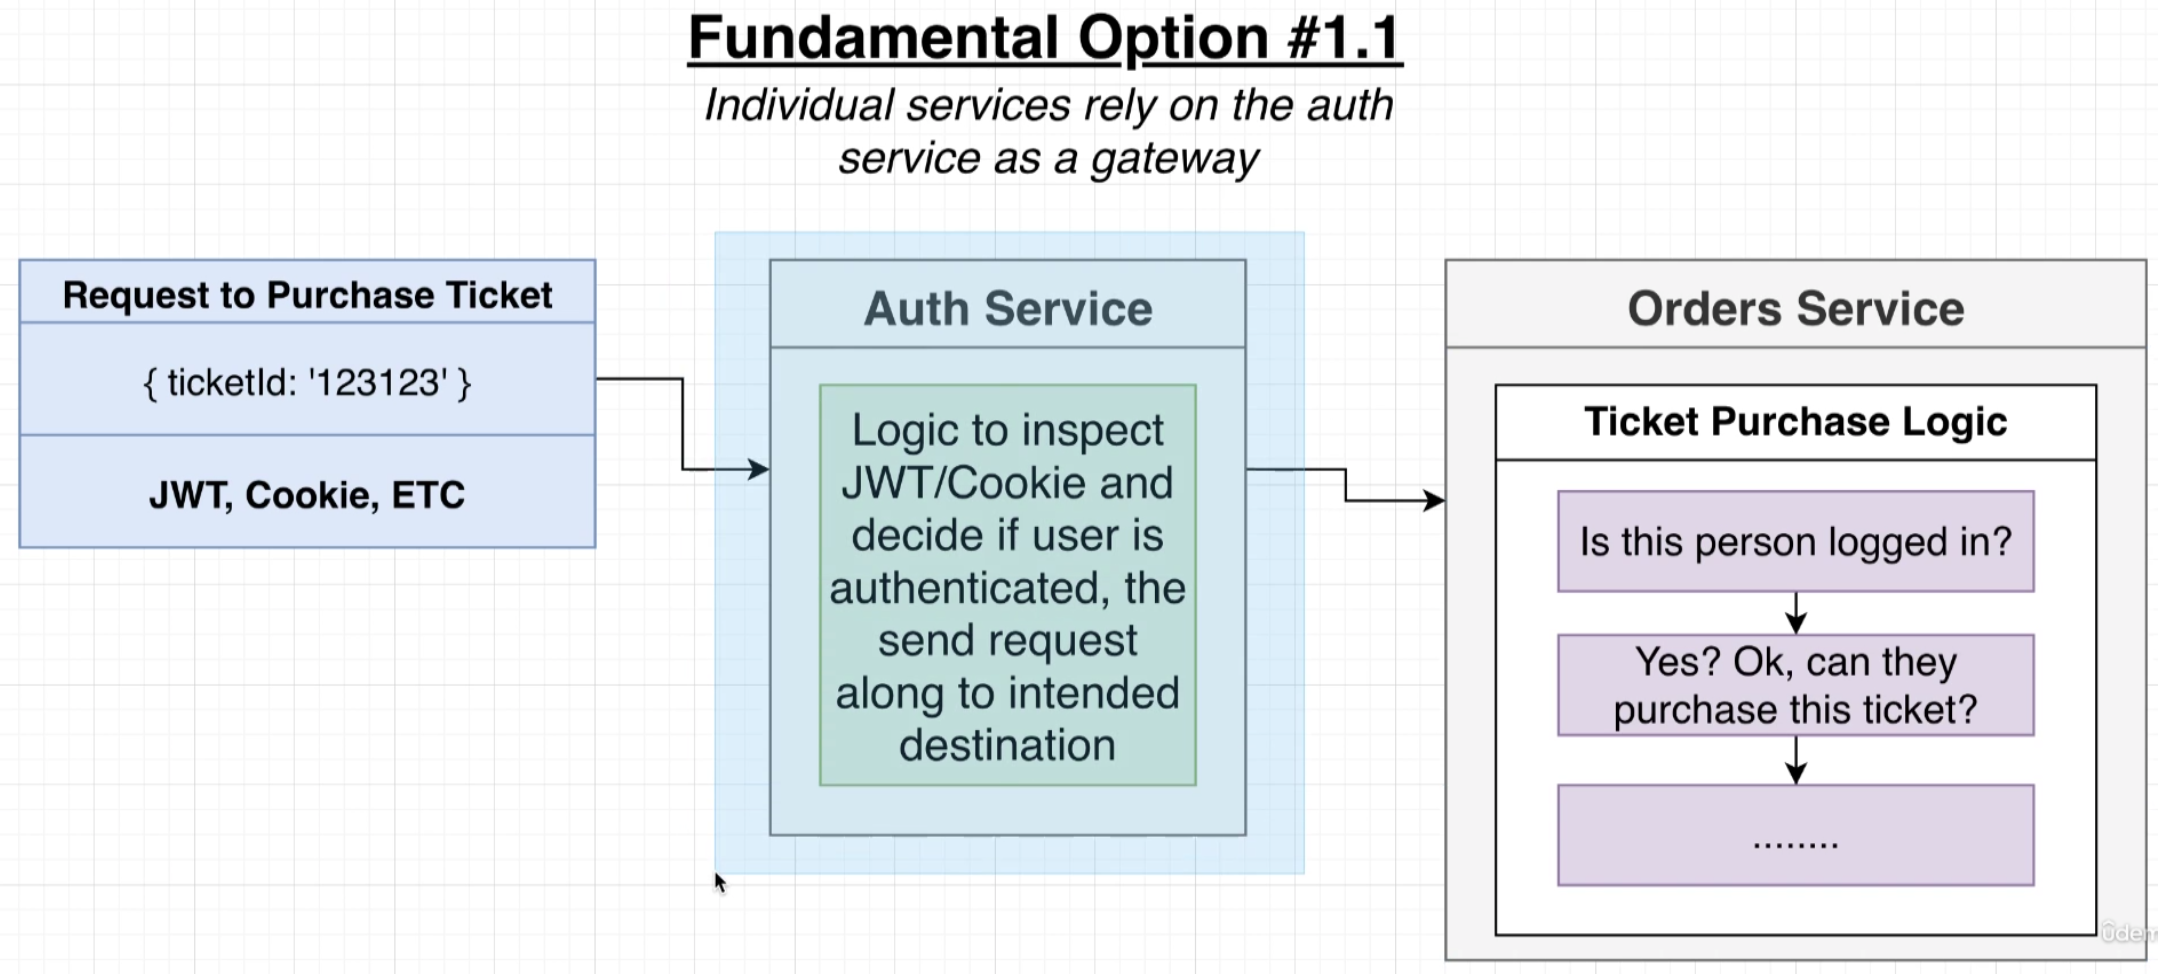 Fundamental Option #1.1
Individual services rely on the auth
service as a gateway
Request to Purchase Ticket
{ ticketId: '123123' }
JWT, Cookie, ETC
Auth Service
Logic to inspect
JWT/Cookie and
decide if user is
authenticated, the
send request
along to intended
destination
Orders Service
Ticket Purchase Logic
Is this person logged in?
Yes? Ok, can they
purchase this ticket?
........